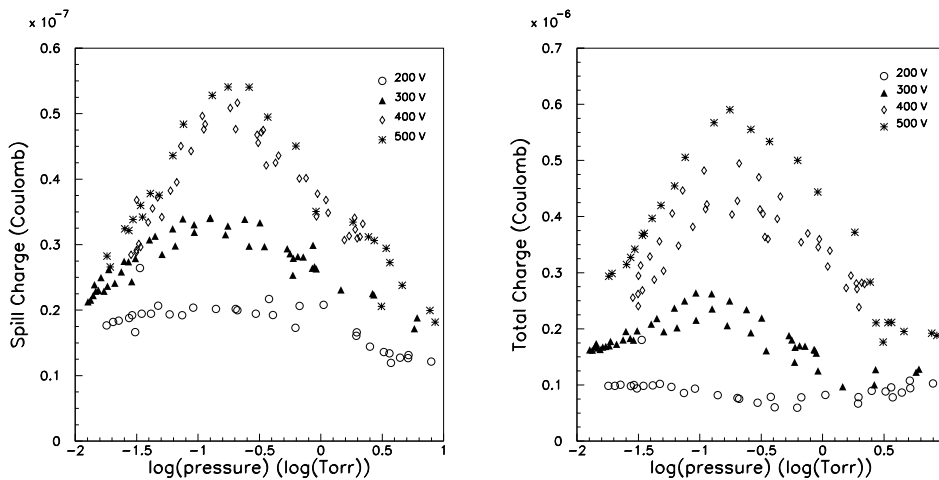 x 10⁻⁷
Spill Charge (Coulomb)
0.6
0.5
0.4
0.3
0.2
0.1
0
200 V
300 V
400 V
500 V
-2 -1.5 -1 -0.5 0 0.5 1
log(pressure) (log(Torr))
x 10⁻⁶
Total Charge (Coulomb)
0.7
0.6
0.5
0.4
0.3
0.2
0.1
0
200 V
300 V
400 V
500 V
-2 -1.5 -1 -0.5 0 0.5 1
log(pressure) (log(Torr))